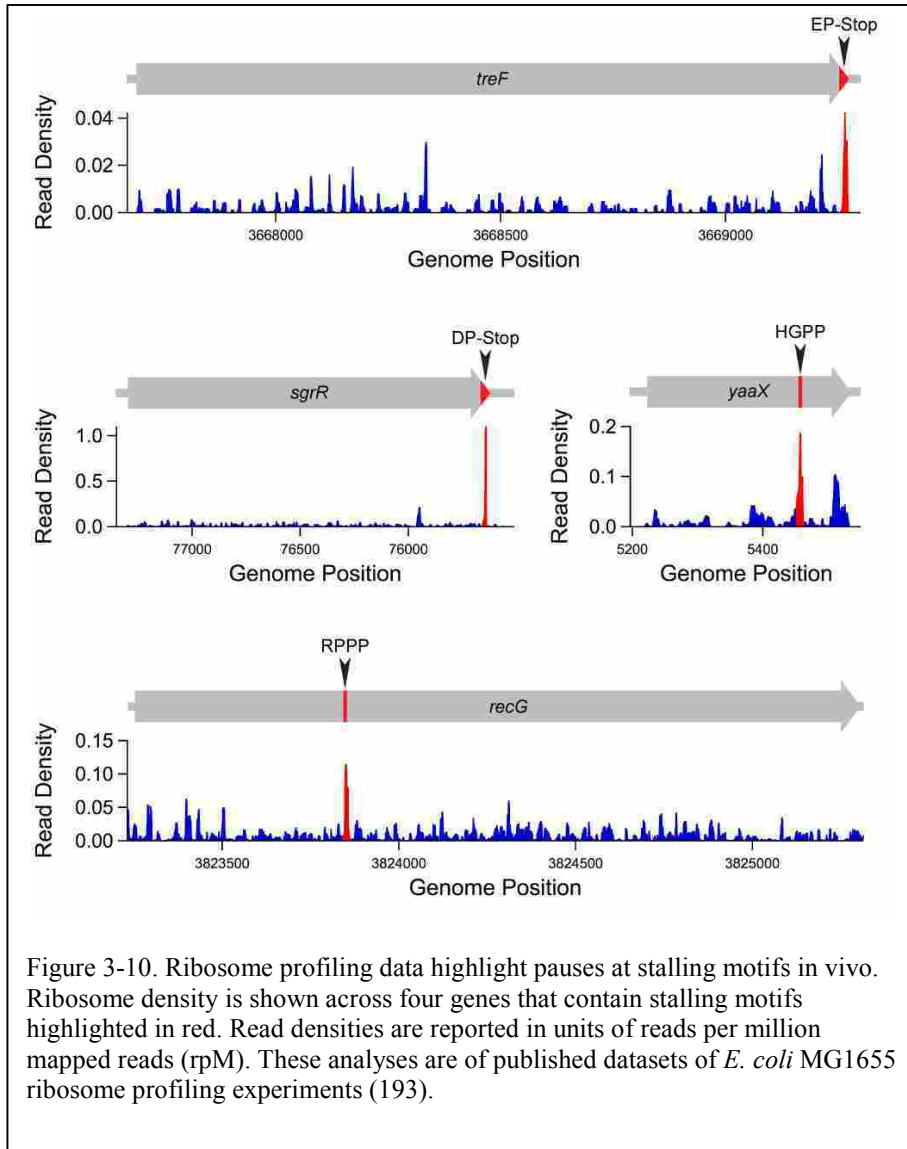 EP-Stop
treF
Read Density
0.04
0.02
0.00
3668000 3668500 3669000
Genome Position
DP-Stop
sgrR
Read Density
1.0
0.5
0.0
77000 76500 76000
Genome Position
HGPP
yaaX
Read Density
0.2
0.1
0.0
5200 5400
Genome Position
RPPP
recG
Read Density
0.15
0.10
0.05
0.00
3823500 3824000 3824500 3825000
Genome Position
Figure 3-10. Ribosome profiling data highlight pauses at stalling motifs in vivo.
Ribosome density is shown across four genes that contain stalling motifs
highlighted in red. Read densities are reported in units of reads per million
mapped reads (rpM). These analyses are of published datasets of E. coli MG1655
ribosome profiling experiments (193).